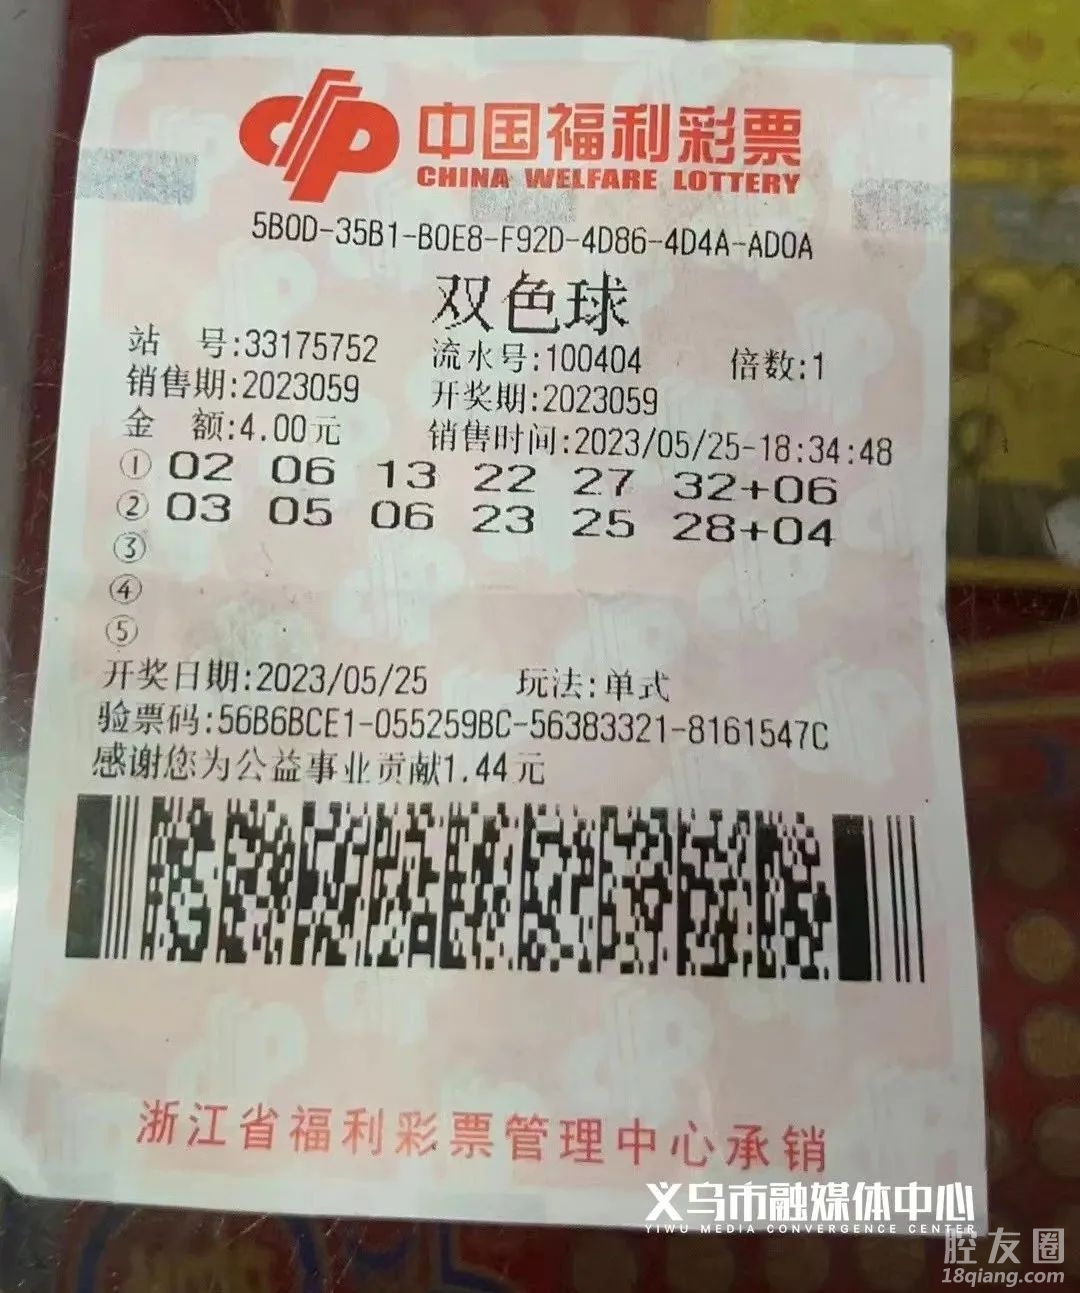 中国福利彩票
CHINA WELFARE LOTTERY
5B0D-35B1-B0E8-F92D-4D86-4D4A-AD0A
双色球
站 号:33175752 流水号:100404 倍数:1
销售期:2023059 开奖期:2023059
金 额:4.00元 销售时间:2023/05/25-18:34:48
① 02 06 13 22 27 32+06
② 03 05 06 23 25 28+04
③
④
⑤
开奖日期:2023/05/25 玩法:单式
验票码:56B6BCE1-055259BC-56383321-8161547C
感谢您为公益事业贡献1.44元
浙江省福利彩票管理中心承销
义乌市融媒体中心
YIWU MEDIA CONVERGENCE CENTER
腔友圈
18qiang.com